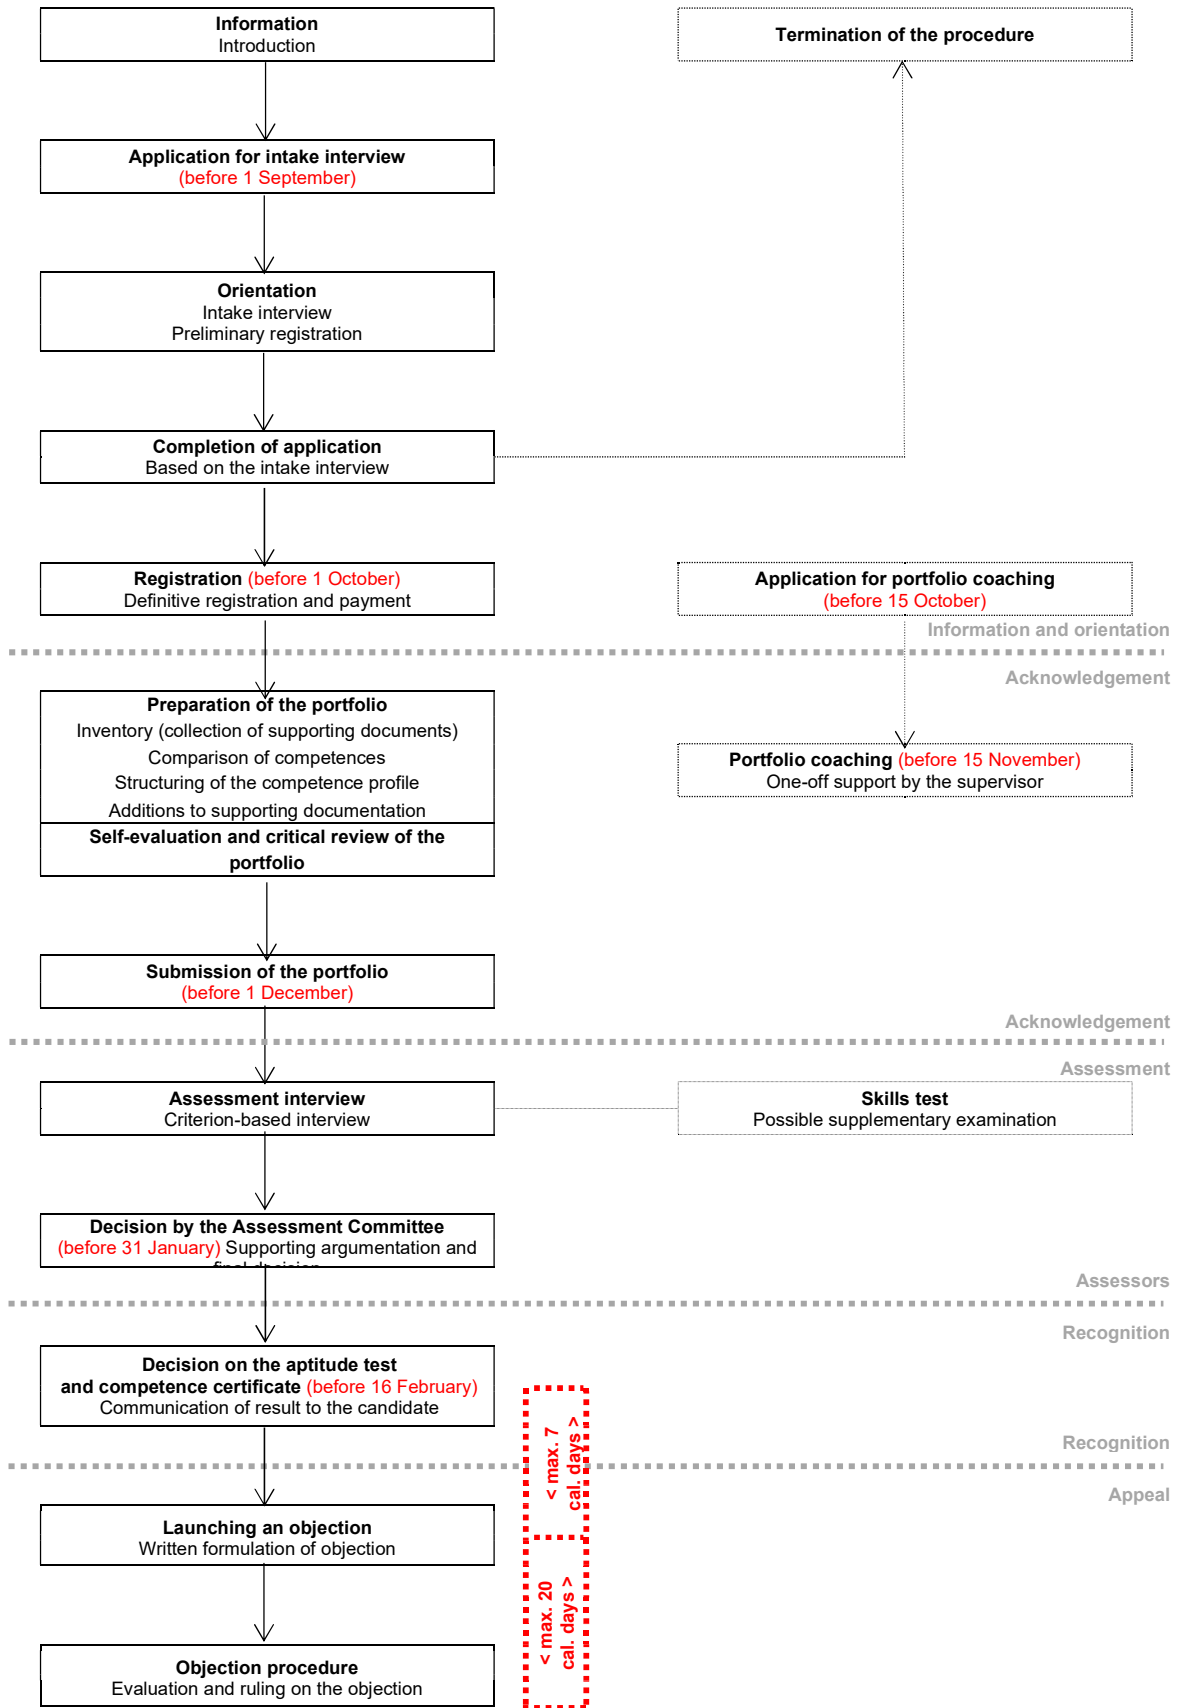 Information
Introduction
Termination of the procedure
Application for intake interview
(before 1 September)
Orientation
Intake interview
Preliminary registration
Completion of application
Based on the intake interview
Registration (before 1 October)
Definitive registration and payment
Application for portfolio coaching
(before 15 October)
Information and orientation
Acknowledgement
Preparation of the portfolio
Inventory (collection of supporting documents)
Comparison of competences
Structuring of the competence profile
Additions to supporting documentation
Self-evaluation and critical review of the
portfolio
Portfolio coaching (before 15 November)
One-off support by the supervisor
Submission of the portfolio
(before 1 December)
Acknowledgement
Assessment
Assessment interview
Criterion-based interview
Skills test
Possible supplementary examination
Decision by the Assessment Committee
(before 31 January) Supporting argumentation and
final decision
Assessors
Recognition
Decision on the aptitude test
and competence certificate (before 16 February)
Communication of result to the candidate
< max. 7
cal. days >
Recognition
Appeal
Launching an objection
Written formulation of objection
< max. 20
cal. days >
Objection procedure
Evaluation and ruling on the objection